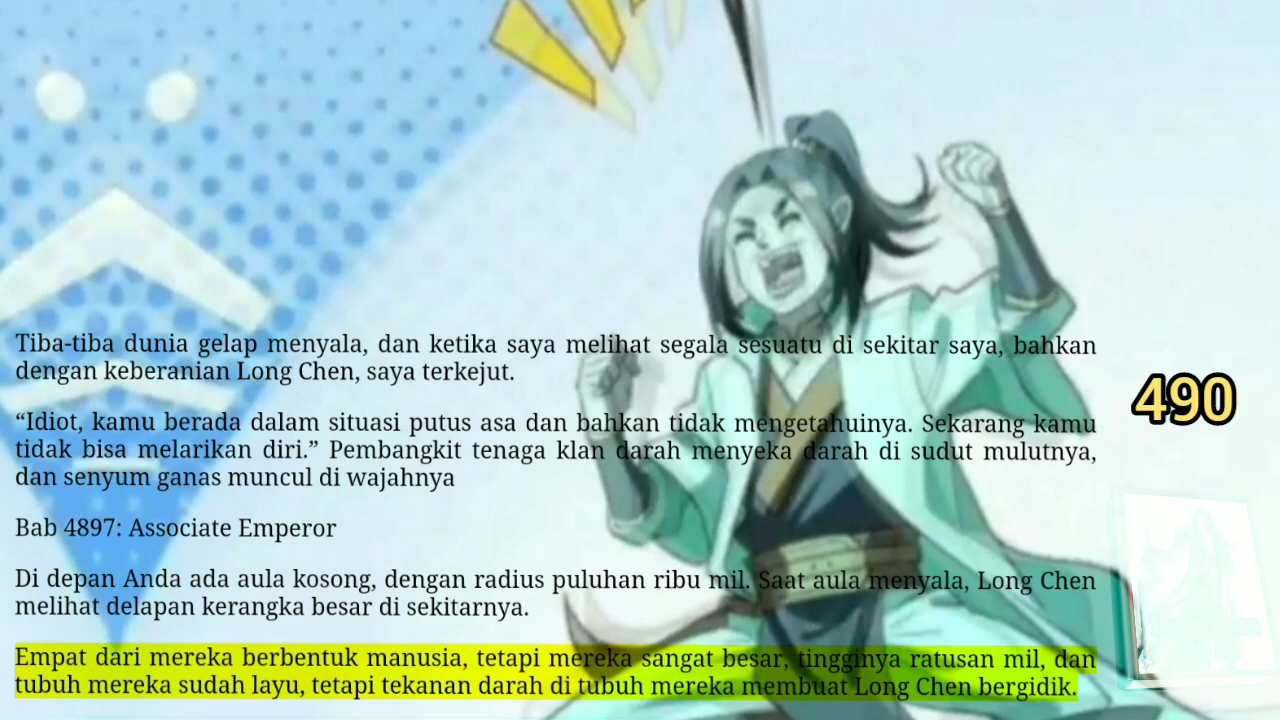 Tiba-tiba dunia gelap menyala, dan ketika saya melihat segala sesuatu di sekitar saya, bahkan
dengan keberanian Long Chen, saya terkejut.
“Idiot, kamu berada dalam situasi putus asa dan bahkan tidak mengetahuinya. Sekarang kamu
tidak bisa melarikan diri.” Pembangkit tenaga klan darah menyeka darah di sudut mulutnya,
dan senyum ganas muncul di wajahnya
490
Bab 4897: Associate Emperor
Di depan Anda ada aula kosong, dengan radius puluhan ribu mil. Saat aula menyala, Long Chen
melihat delapan kerangka besar di sekitarnya.
Empat dari mereka berbentuk manusia, tetapi mereka sangat besar, tingginya ratusan mil, dan
tubuh mereka sudah layu, tetapi tekanan darah di tubuh mereka membuat Long Chen bergidik.